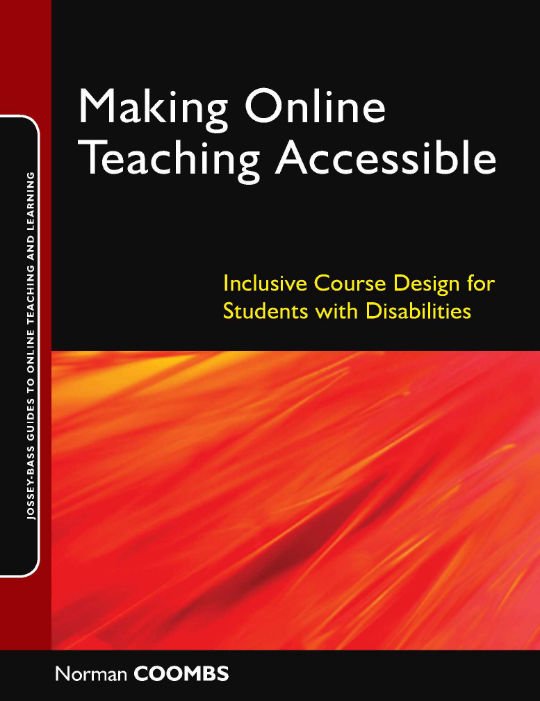 Making Online
Teaching Accessible
Inclusive Course Design for
Students with Disabilities
JOSSEY-BASS GUIDES TO ONLINE TEACHING AND LEARNING
Norman COOMBS